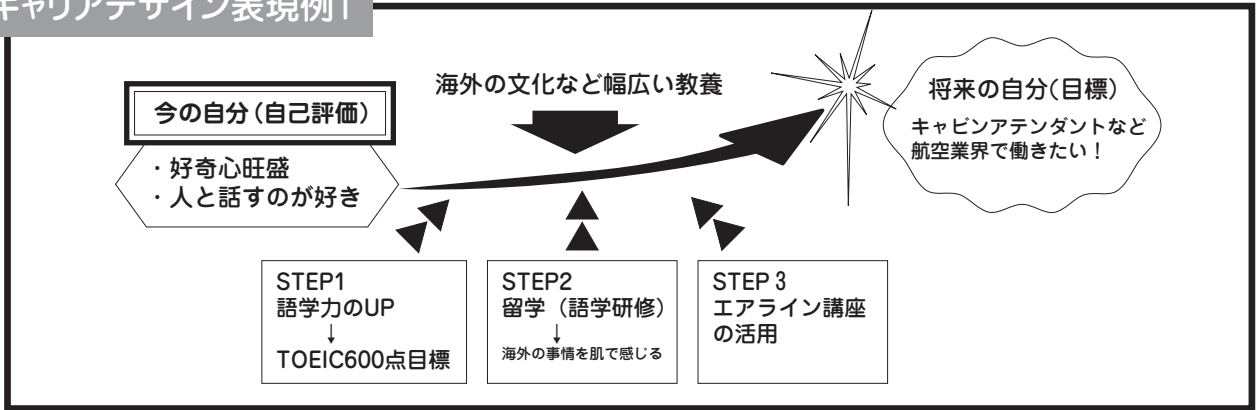 キャリアデザイン表現例1
海外の文化など幅広い教養
今の自分(自己評価)
・好奇心旺盛
・人と話すのが好き
将来の自分(目標)
キャビンアテンダントなど
航空業界で働きたい！
STEP1
語学力のUP
↓
TOEIC600点目標
STEP2
留学（語学研修）
↓
海外の事情を肌で感じる
STEP 3
エアライン講座
の活用